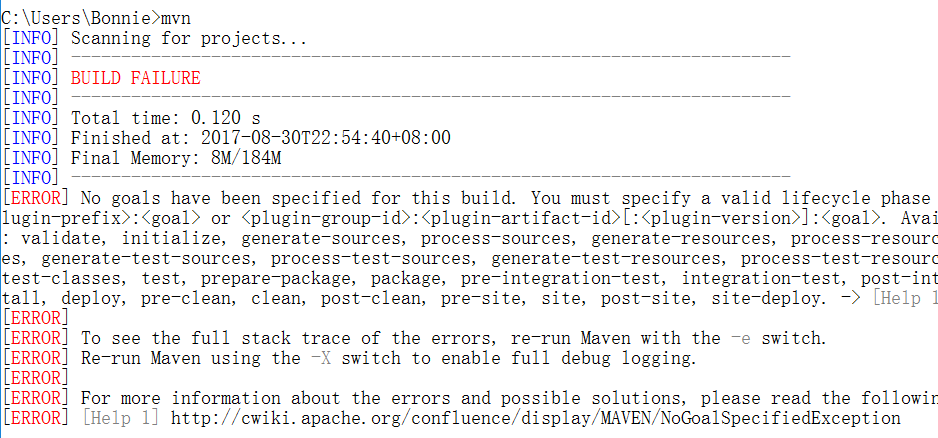 C:\Users\Bonnie>mvn
[INFO] Scanning for projects...
[INFO] ------------------------------------------------------------------------
[INFO] BUILD FAILURE
[INFO] ------------------------------------------------------------------------
[INFO] Total time: 0.120 s
[INFO] Finished at: 2017-08-30T22:54:40+08:00
[INFO] Final Memory: 8M/184M
[INFO] ------------------------------------------------------------------------
[ERROR] No goals have been specified for this build. You must specify a valid lifecycle phase
lugin-prefix>:<goal> or <plugin-group-id>:<plugin-artifact-id>[:<plugin-version>]:<goal>. Avai
: validate, initialize, generate-sources, process-sources, generate-resources, process-resourc
es, generate-test-sources, process-test-sources, generate-test-resources, process-test-resourc
test-classes, test, prepare-package, package, pre-integration-test, integration-test, post-int
tall, deploy, pre-clean, clean, post-clean, pre-site, site, post-site, site-deploy. -> [Help 1
[ERROR]
[ERROR] To see the full stack trace of the errors, re-run Maven with the -e switch.
[ERROR] Re-run Maven using the -X switch to enable full debug logging.
[ERROR]
[ERROR] For more information about the errors and possible solutions, please read the followin
[ERROR] [Help 1] http://cwiki.apache.org/confluence/display/MAVEN/NoGoalSpecifiedException